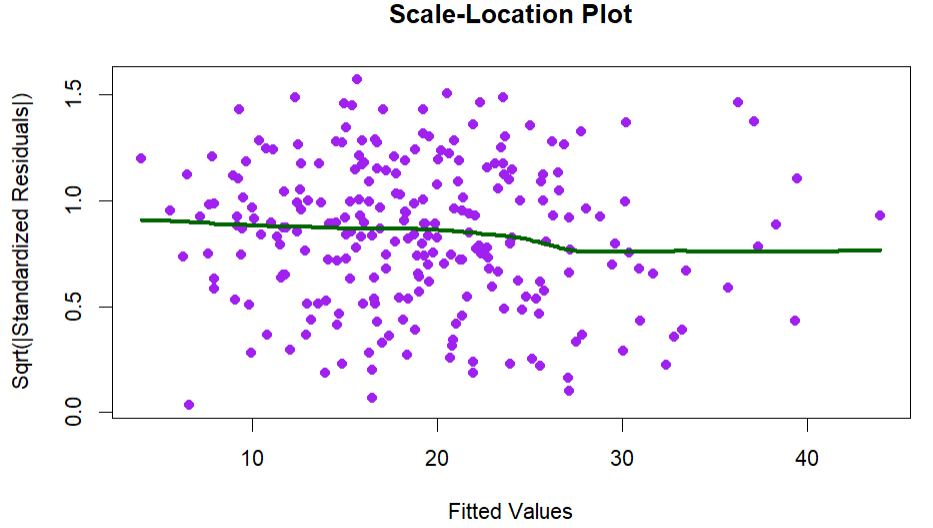 Scale-Location Plot
Sqrt(|Standardized Residuals|)
1.5
1.0
0.5
0.0
10 20 30 40
Fitted Values